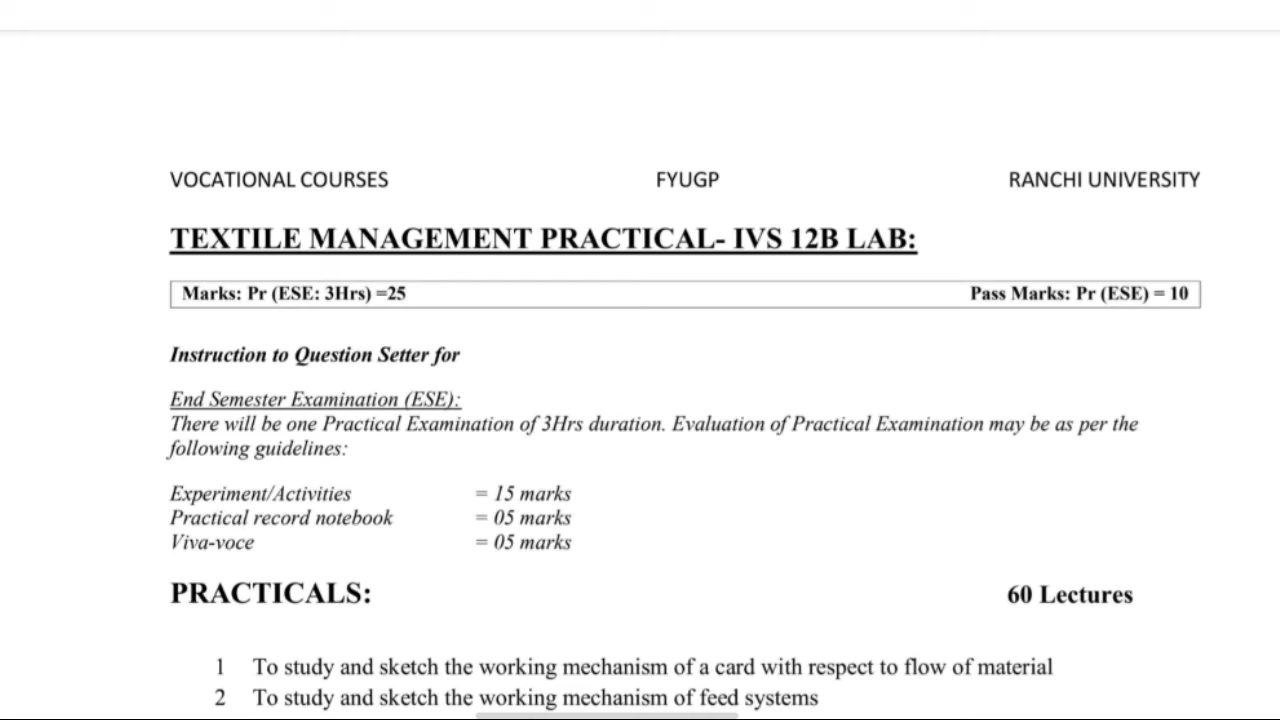 VOCATIONAL COURSES FYUGP RANCHI UNIVERSITY
TEXTILE MANAGEMENT PRACTICAL- IVS 12B LAB:
Marks: Pr (ESE: 3Hrs) =25 Pass Marks: Pr (ESE) = 10
Instruction to Question Setter for
End Semester Examination (ESE):
There will be one Practical Examination of 3Hrs duration. Evaluation of Practical Examination may be as per the
following guidelines:
Experiment/Activities = 15 marks
Practical record notebook = 05 marks
Viva-voce = 05 marks
PRACTICALS: 60 Lectures
1 To study and sketch the working mechanism of a card with respect to flow of material
2 To study and sketch the working mechanism of feed systems